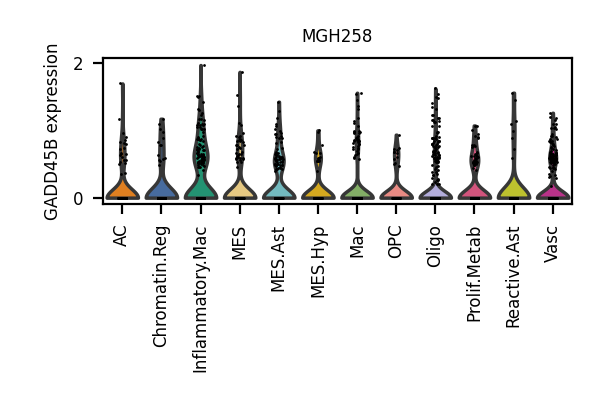 MGH258
GADD45B expression
2
0
AC
Chromatin.Reg
Inflammatory.Mac
MES
MES.Ast
MES.Hyp
Mac
OPC
Oligo
Prolif.Metab
Reactive.Ast
Vasc